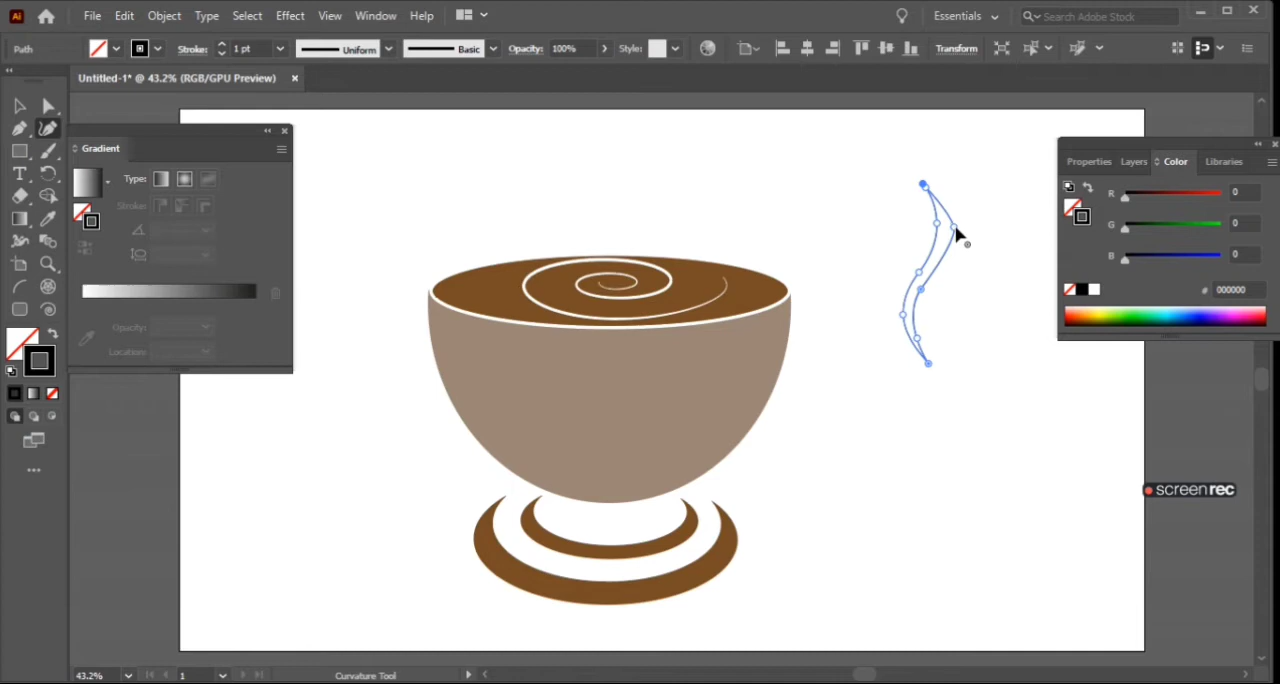 Ai File Edit Object Type Select Effect View Window Help Essentials Search Adobe Stock
Path Stroke: 1 pt Uniform Basic Opacity: 100% Style: Transform
Untitled-1* @ 43.2% (RGB/GPU Preview) ×
Gradient
Type:
Stroke:
Opacity:
Location:
Properties Layers Color Libraries
R 0
G 0
B 0
# 000000
screenrec
43.2% 1 Curvature Tool